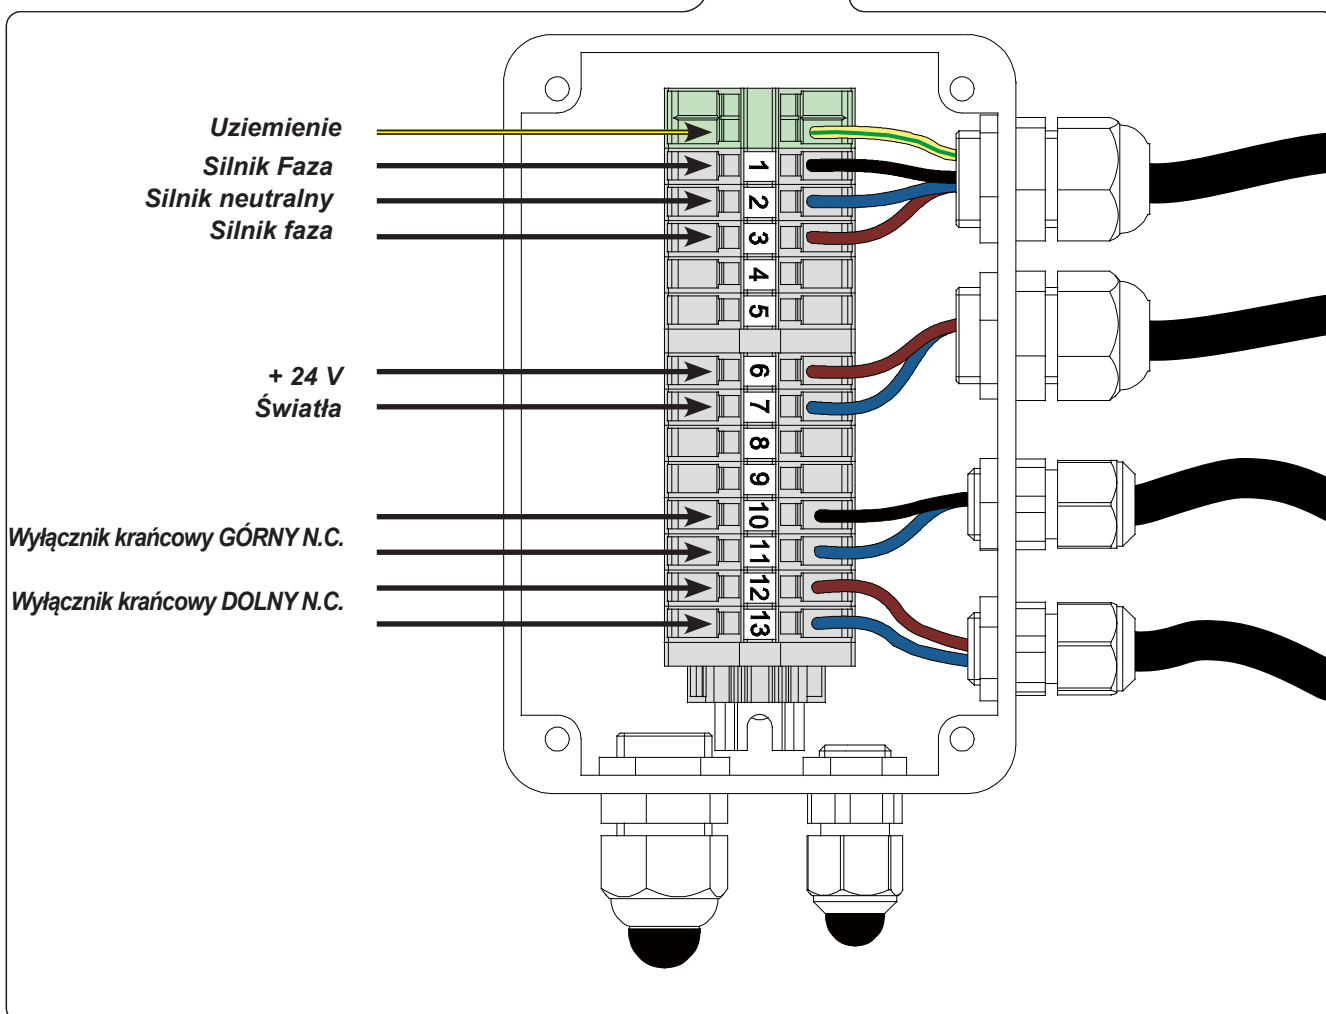 Uziemienie
Silnik Faza
Silnik neutralny
Silnik faza
+ 24 V
Światła
Wyłącznik krańcowy GÓRNY N.C.
Wyłącznik krańcowy DOLNY N.C.
1
2
3
4
5
6
7
8
9
10
11
12
13